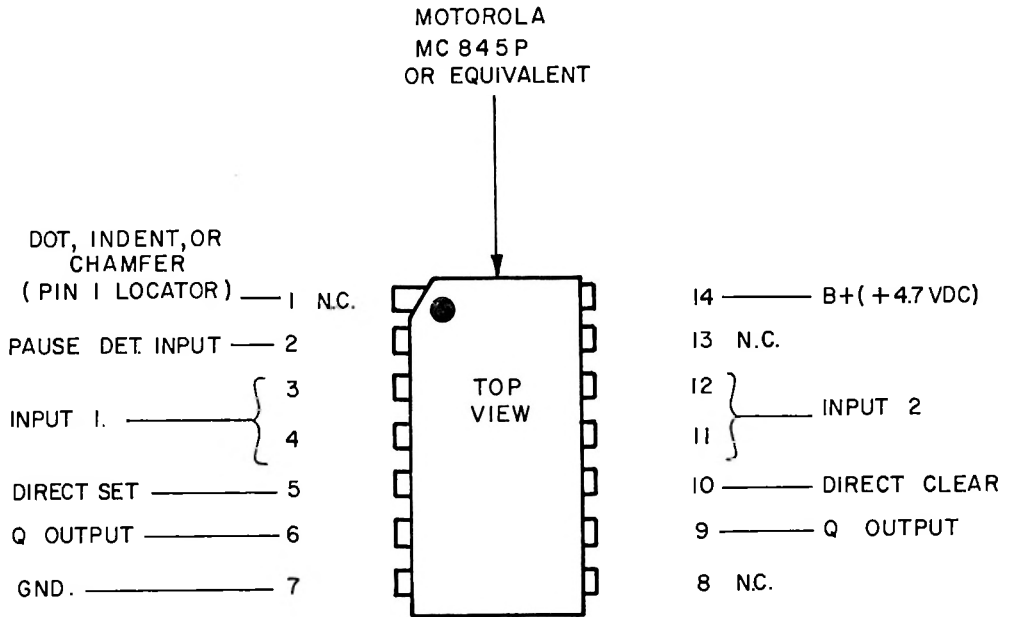 MOTOROLA
MC 845P
OR EQUIVALENT
DOT, INDENT, OR
CHAMFER
(PIN 1 LOCATOR)
1 N.C.
PAUSE DET. INPUT 2
INPUT 1. 3
4
DIRECT SET 5
Q OUTPUT 6
GND. 7
TOP
VIEW
14 B+(+4.7 VDC)
13 N.C.
12
11
INPUT 2
10 DIRECT CLEAR
9 Q OUTPUT
8 N.C.